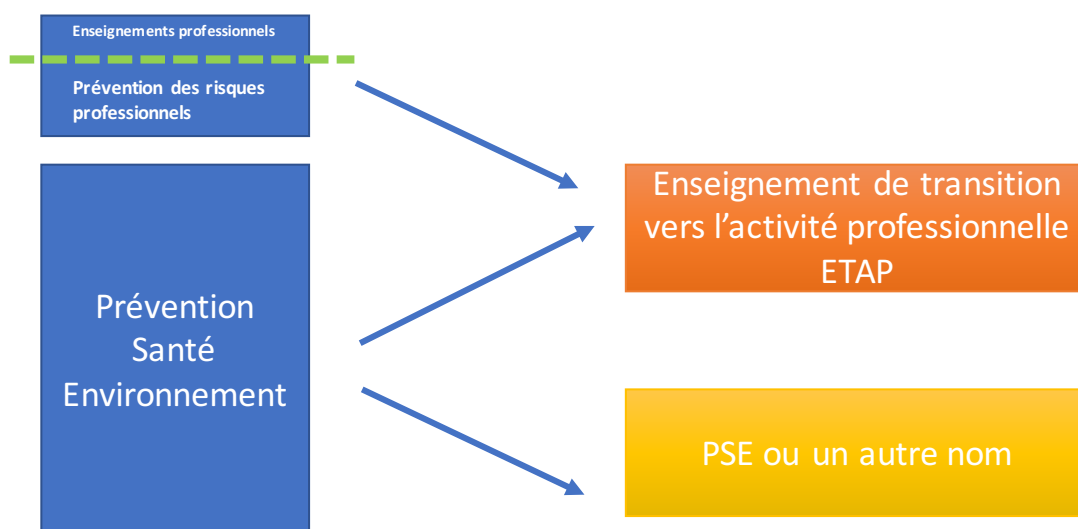 Enseignements professionnels
Prévention des risques
professionnels
Prévention
Santé
Environnement
Enseignement de transition
vers l’activité professionnelle
ETAP
PSE ou un autre nom